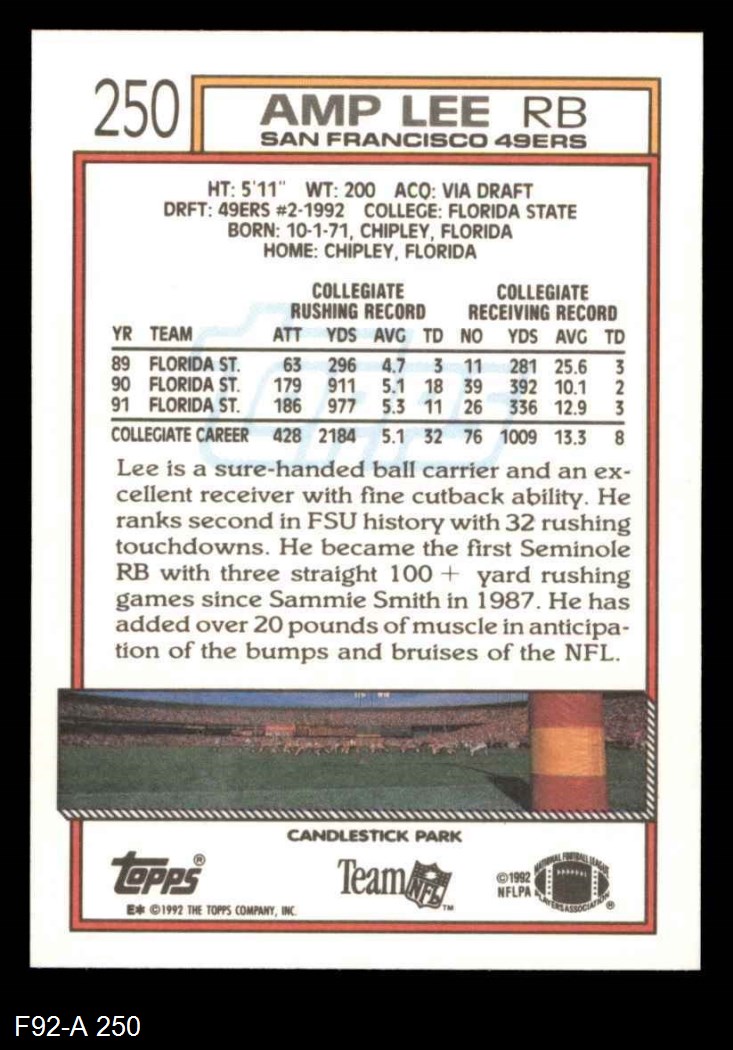 250 AMP LEE RB
SAN FRANCISCO 49ERS
HT: 5'11" WT: 200 ACQ: VIA DRAFT
DRFT: 49ERS #2-1992 COLLEGE: FLORIDA STATE
BORN: 10-1-71, CHIPLEY, FLORIDA
HOME: CHIPLEY, FLORIDA
COLLEGIATE COLLEGIATE
RUSHING RECORD RECEIVING RECORD
YR TEAM ATT YDS AVG TD NO YDS AVG TD
89 FLORIDA ST. 63 296 4.7 3 11 281 25.6 3
90 FLORIDA ST. 179 911 5.1 18 39 392 10.1 2
91 FLORIDA ST. 186 977 5.3 11 26 336 12.9 3
COLLEGIATE CAREER 428 2184 5.1 32 76 1009 13.3 8
topps
Lee is a sure-handed ball carrier and an ex-
cellent receiver with fine cutback ability. He
ranks second in FSU history with 32 rushing
touchdowns. He became the first Seminole
RB with three straight 100 + yard rushing
games since Sammie Smith in 1987. He has
added over 20 pounds of muscle in anticipa-
tion of the bumps and bruises of the NFL.
CANDLESTICK PARK
topps® Team NFL™ ©1992 NFLPA NATIONAL FOOTBALL LEAGUE PLAYERS ASSOCIATION®
E* ©1992 THE TOPPS COMPANY, INC.
F92-A 250